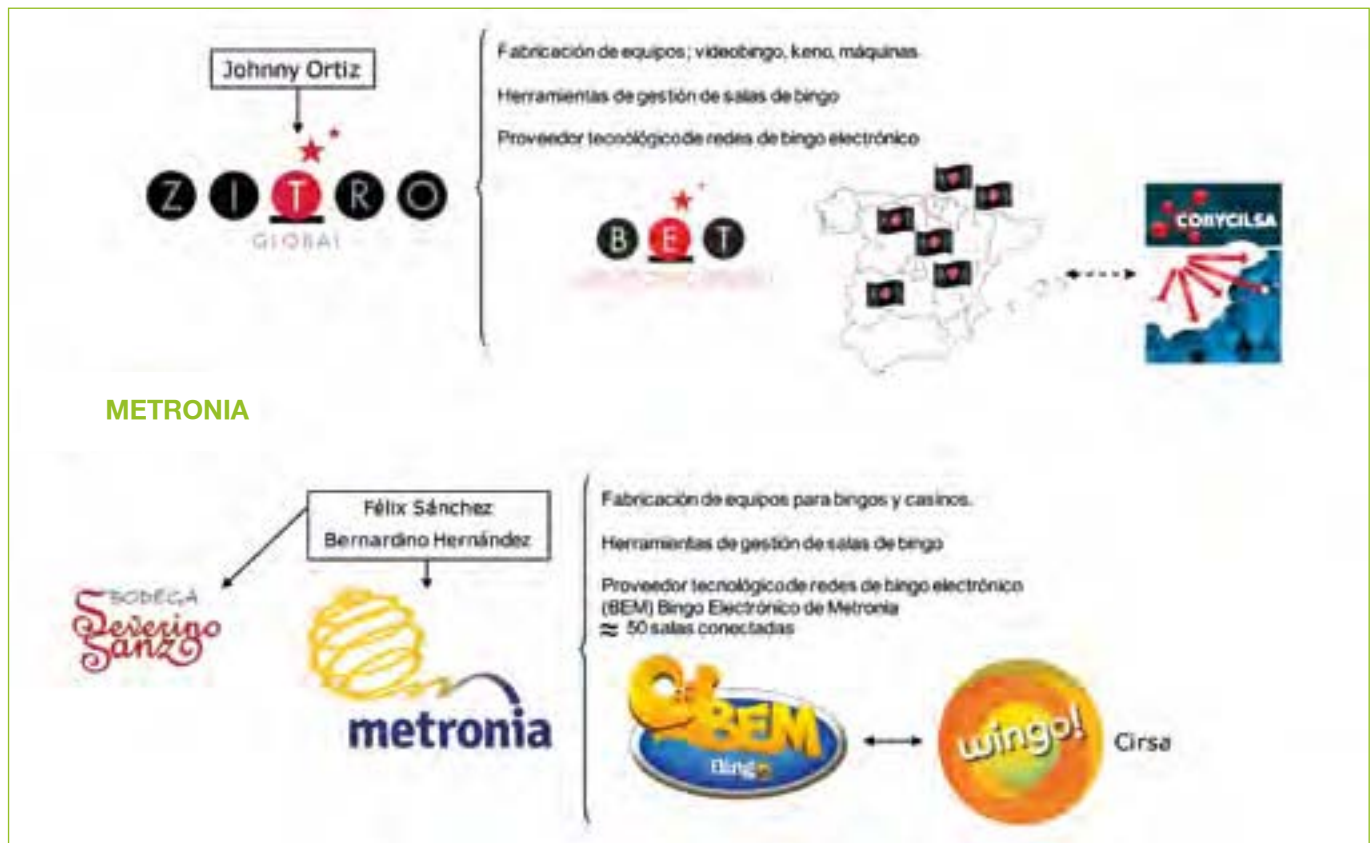 Johnny Ortiz
ZITRO
GLOBAL
Fabricación de equipos; videobingo, keno, máquinas
Herramientas de gestión de salas de bingo
Proveedor tecnológico de redes de bingo electrónico
BET
COBYCILSA
METRONIA
Félix Sánchez
Bernardino Hernández
BODEGA
Severino
Sanz
metronia
Fabricación de equipos para bingos y casinos.
Herramientas de gestión de salas de bingo
Proveedor tecnológico de redes de bingo electrónico
(BEM) Bingo Electrónico de Metronia
≈ 50 salas conectadas
BEM
Bingo
wingo!
Cirsa